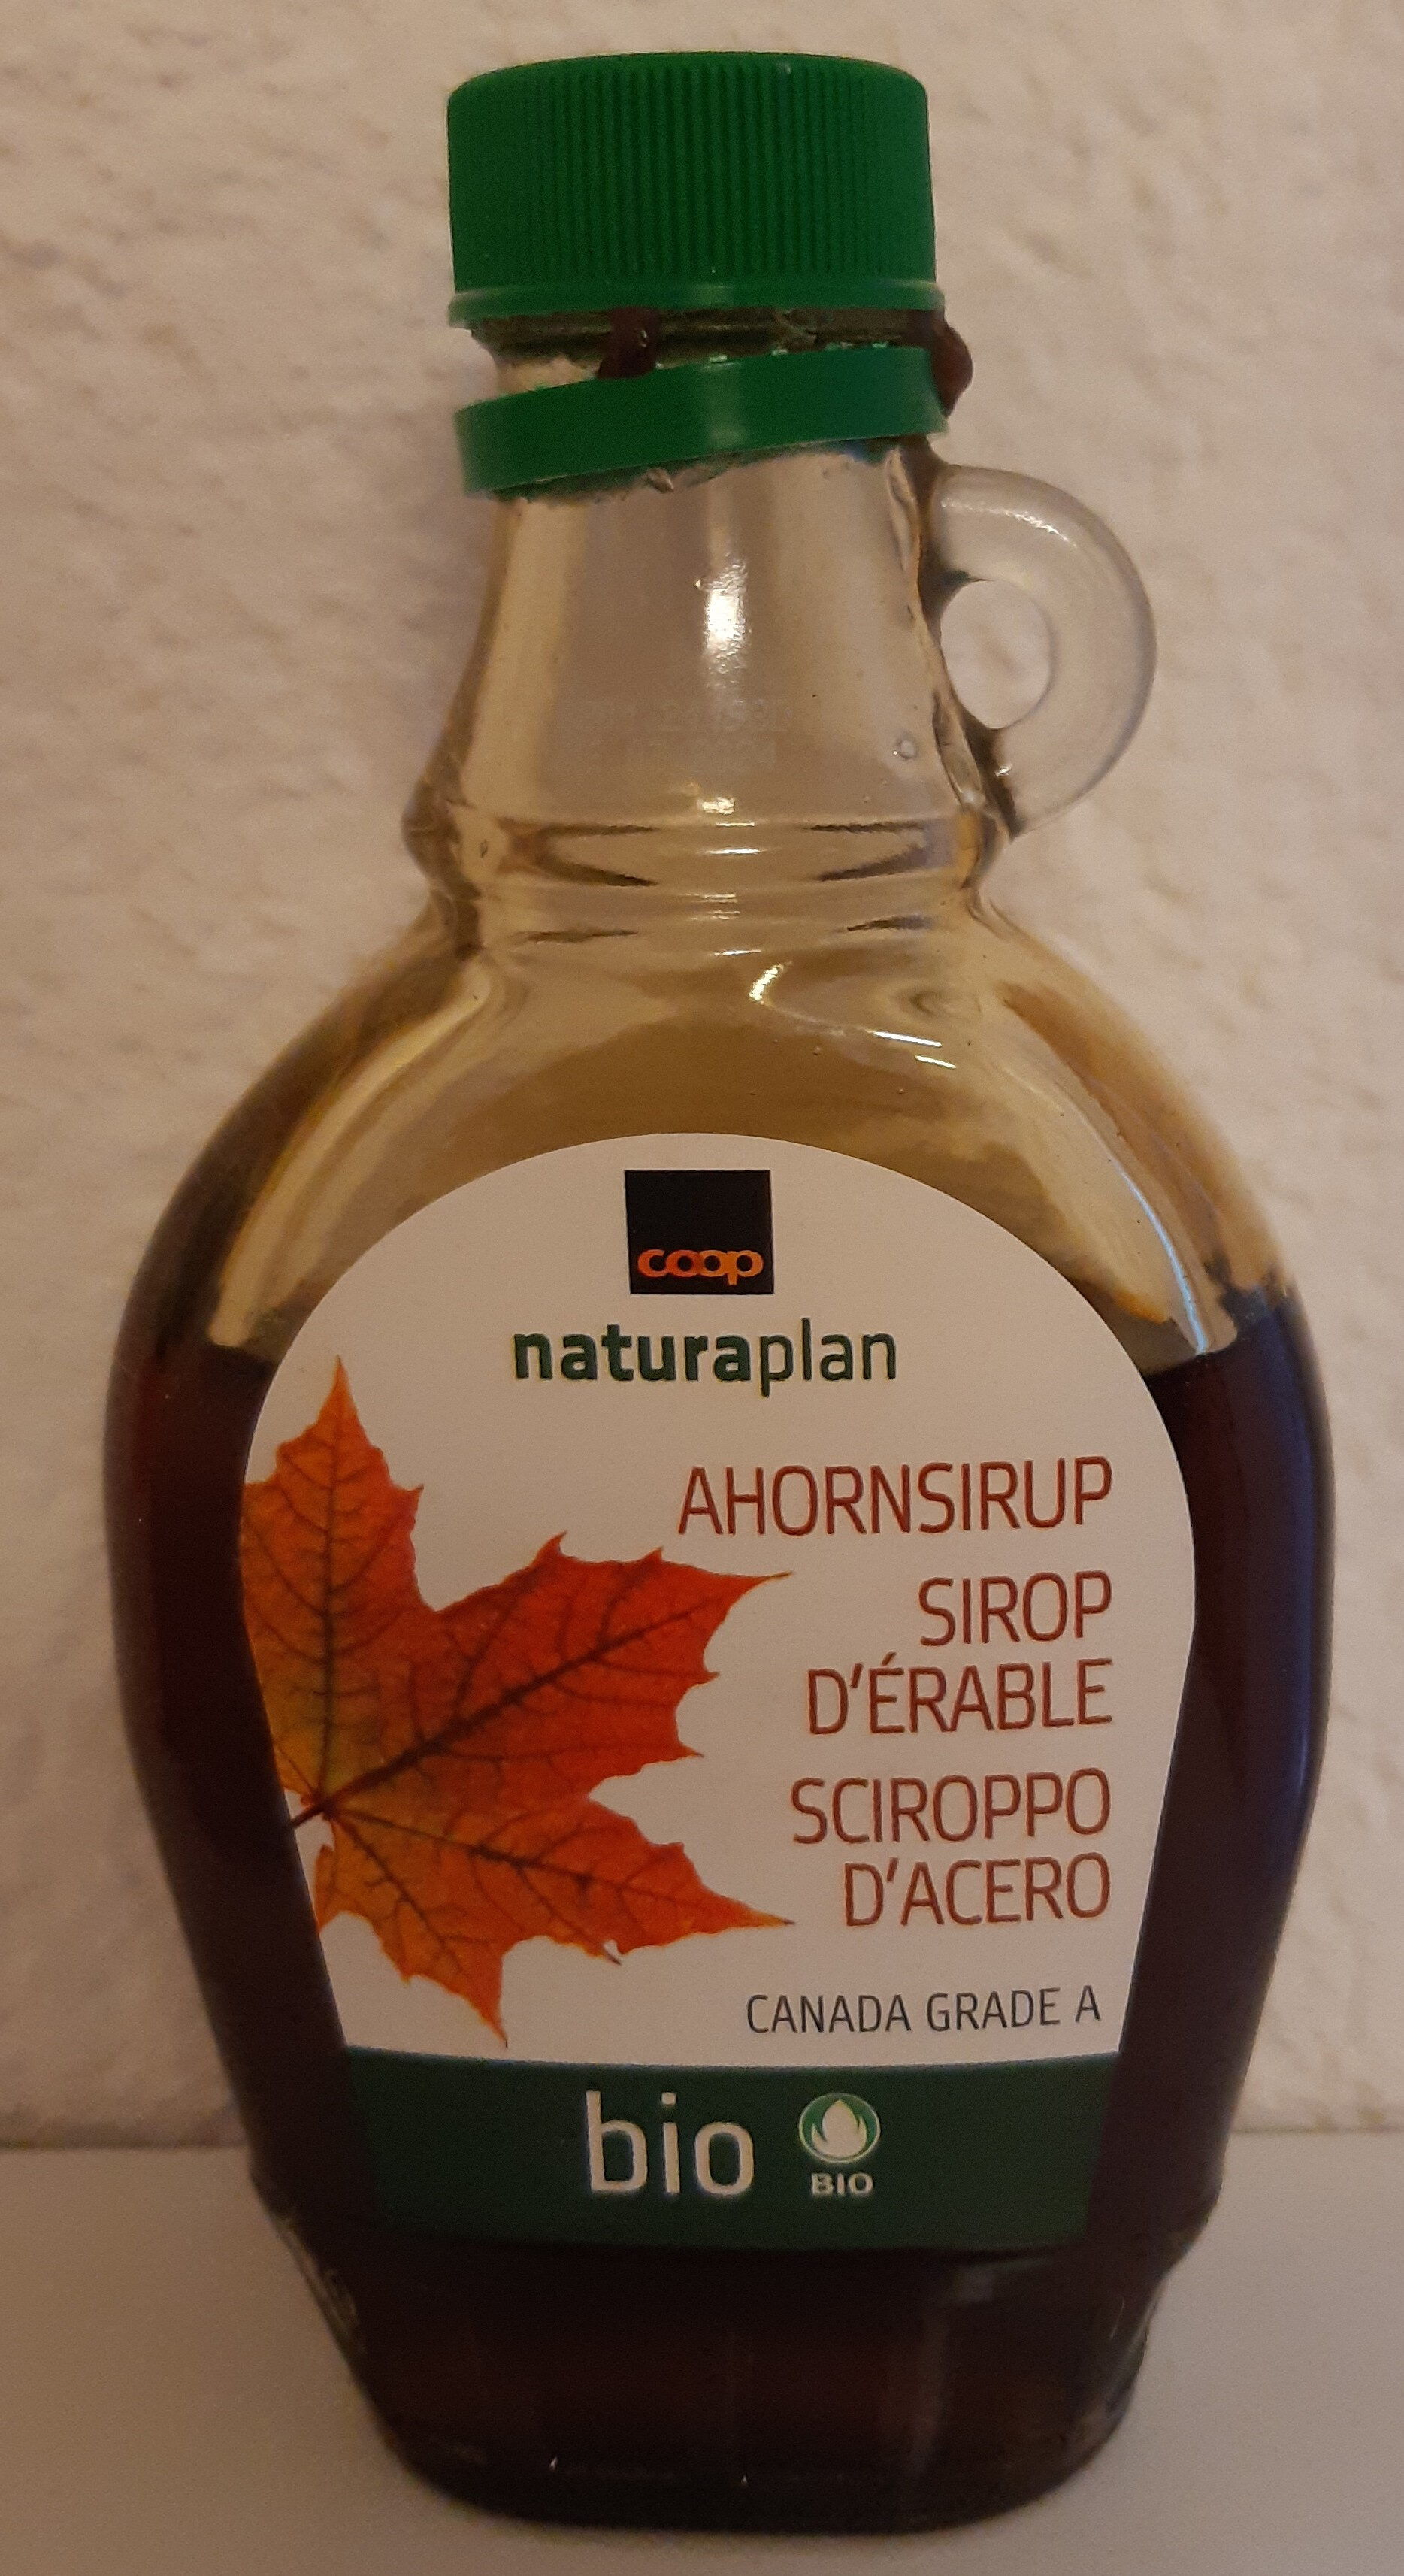 coop
naturaplan
AHORNSIRUP
SIROP
D'ÉRABLE
SCIROPPO
D'ACERO
CANADA GRADE A
bio
BIO